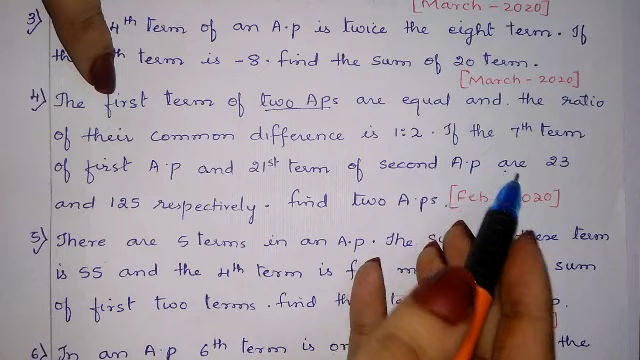 [March-2020]
3) 4th term of an A.p is twice the eight term. If
term is -8. find the sum of 20 term.
[March-2020]
4) The first term of two APs are equal and the ratio
of their common difference is 1:2. If the 7th term
of first A.p and 21st term of second A.p are 23
and 125 respectively. find two A.ps. [Feb 2020]
5) There are 5 terms in an A.p. The term
is 55 and the 4th term is sum
of first two terms. find
6) In an A.p 6th term is the